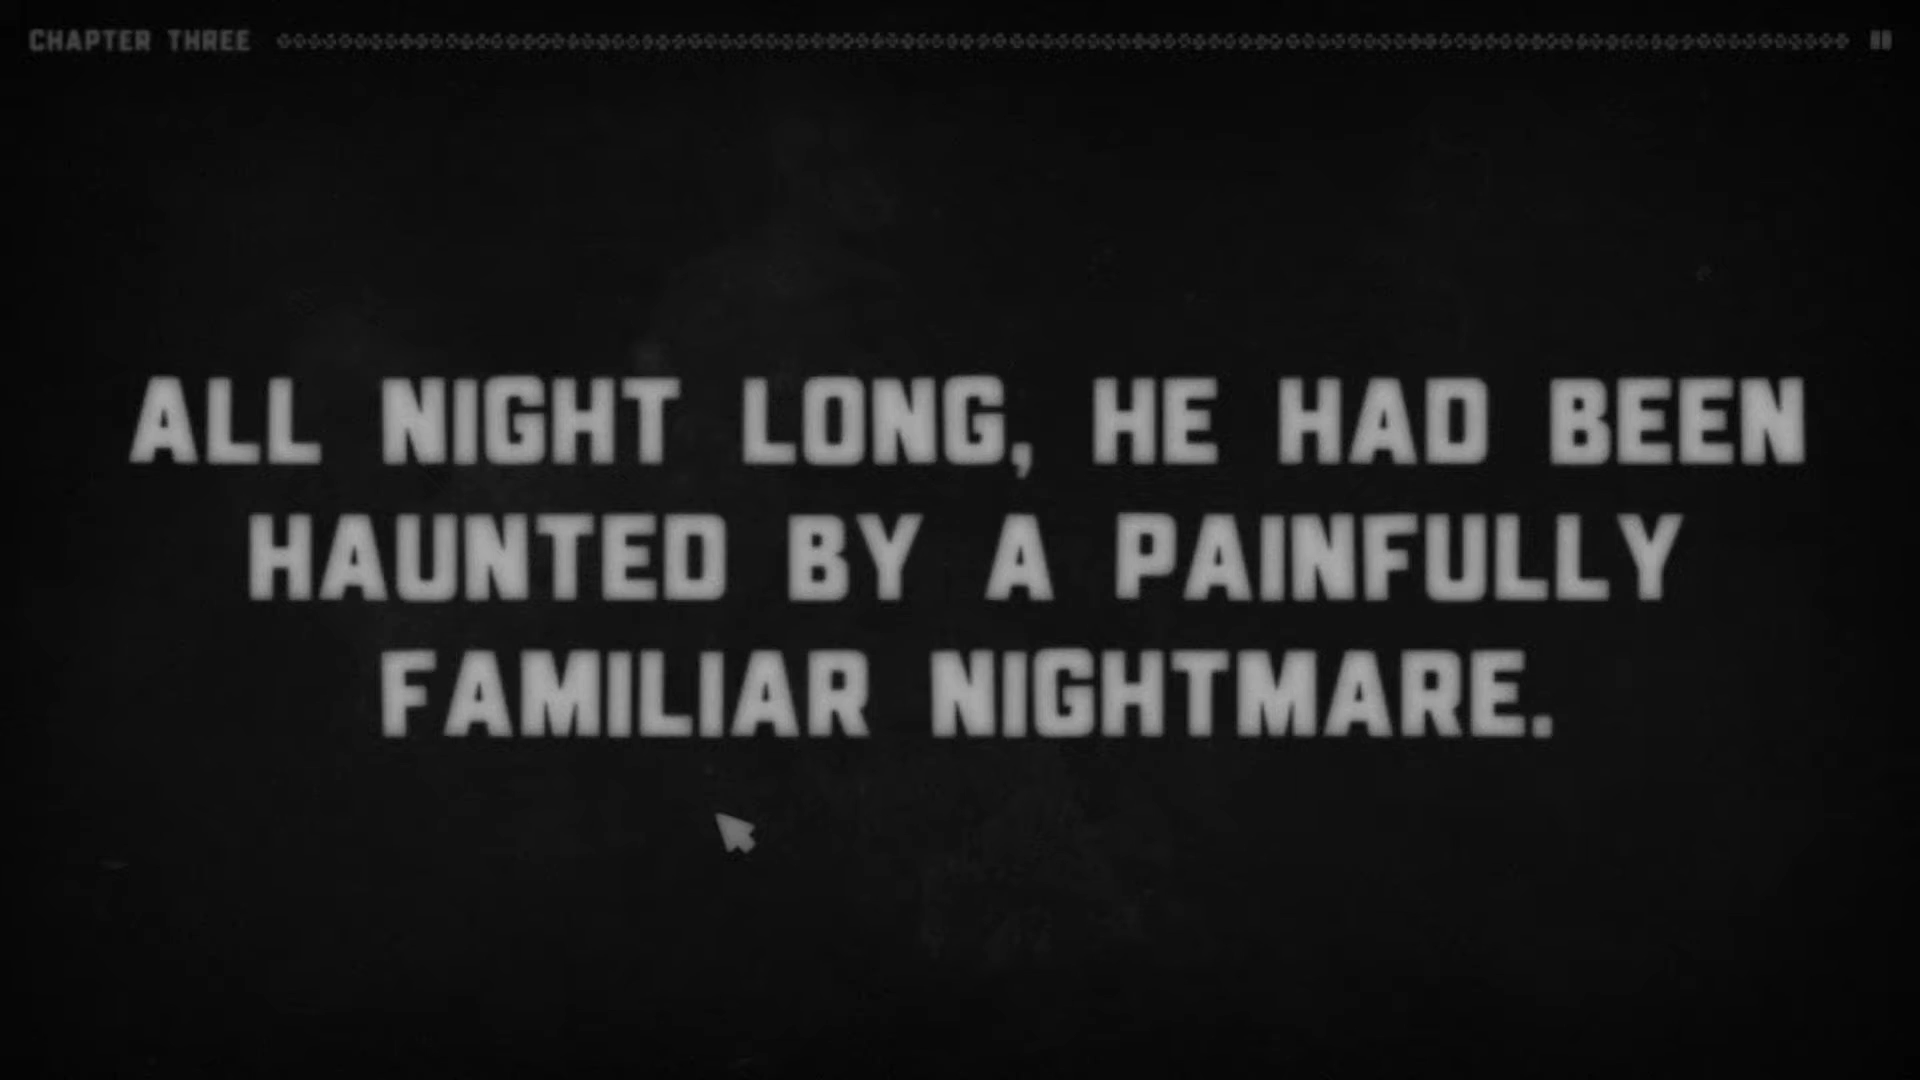 CHAPTER THREE
ALL NIGHT LONG, HE HAD BEEN
HAUNTED BY A PAINFULLY
FAMILIAR NIGHTMARE.